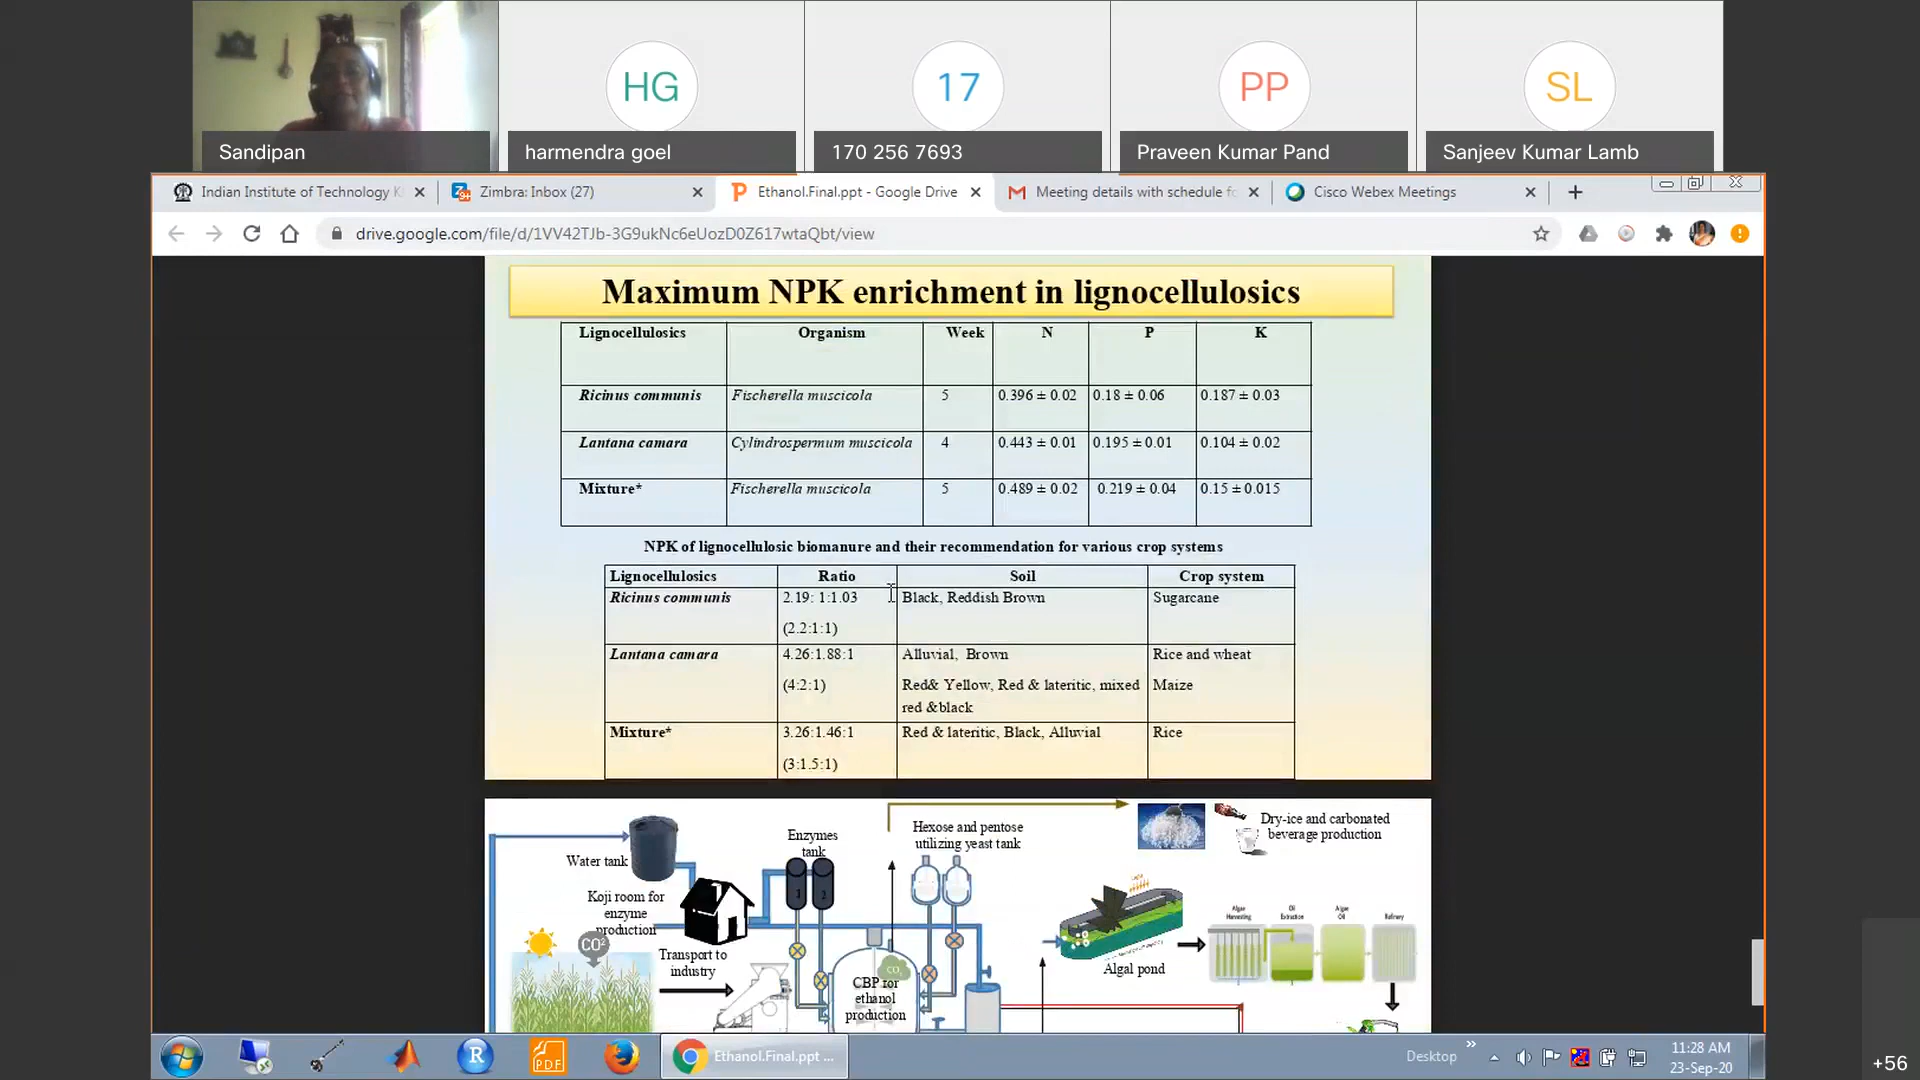 HG
17
PP
SL
Sandipan
harmendra goel
170 256 7693
Praveen Kumar Pand
Sanjeev Kumar Lamb
Indian Institute of Technology K
Zimbra: Inbox (27)
Ethanol.Final.ppt - Google Drive
Meeting details with schedule fo
Cisco Webex Meetings
drive.google.com/file/d/1VV42TJb-3G9ukNc6eUozD0Z617wtaQbt/view
Maximum NPK enrichment in lignocellulosics
Lignocellulosics Organism Week N P K
Ricinus communis Fischerella muscicola 5 0.396 ± 0.02 0.18 ± 0.06 0.187 ± 0.03
Lantana camara Cylindrospermum muscicola 4 0.443 ± 0.01 0.195 ± 0.01 0.104 ± 0.02
Mixture* Fischerella muscicola 5 0.489 ± 0.02 0.219 ± 0.04 0.15 ±0.015
NPK of lignocellulosic biomanure and their recommendation for various crop systems
Lignocellulosics Ratio Soil Crop system
Ricinus communis 2.19: 1:1.03 Black, Reddish Brown Sugarcane
(2.2:1:1)
Lantana camara 4.26:1.88:1 Alluvial, Brown Rice and wheat
(4:2:1) Red& Yellow, Red & lateritic, mixed Maize
red &black
Mixture* 3.26:1.46:1 Red & lateritic, Black, Alluvial Rice
(3:1.5:1)
Water tank
Enzymes
tank
1 2
Hexose and pentose
utilizing yeast tank
Dry-ice and carbonated
beverage production
Koji room for
enzyme
production
CO2
Transport to
industry
CO
CBP for
ethanol
production
Algal pond
Algae
Harvesting
Oil
Extraction
Algae
Oil
Refinery
Ethanol.Final.ppt ...
PDF
Desktop
11:28 AM
23-Sep-20
+56